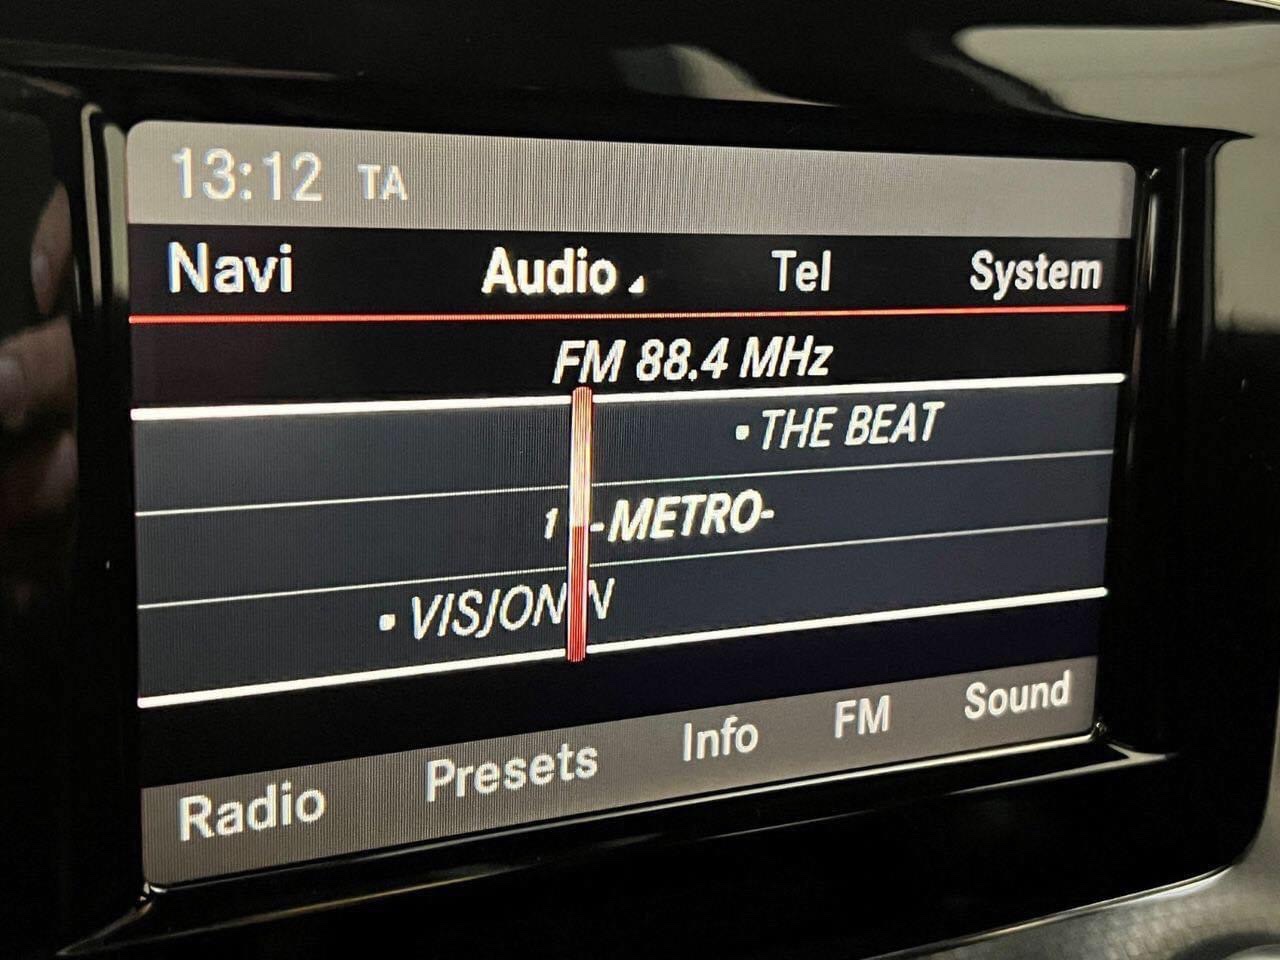 13:12 TA
Navi Audio Tel System
FM 88.4 MHz
• THE BEAT
1 -METRO-
• VISJON N
Radio Presets Info FM Sound